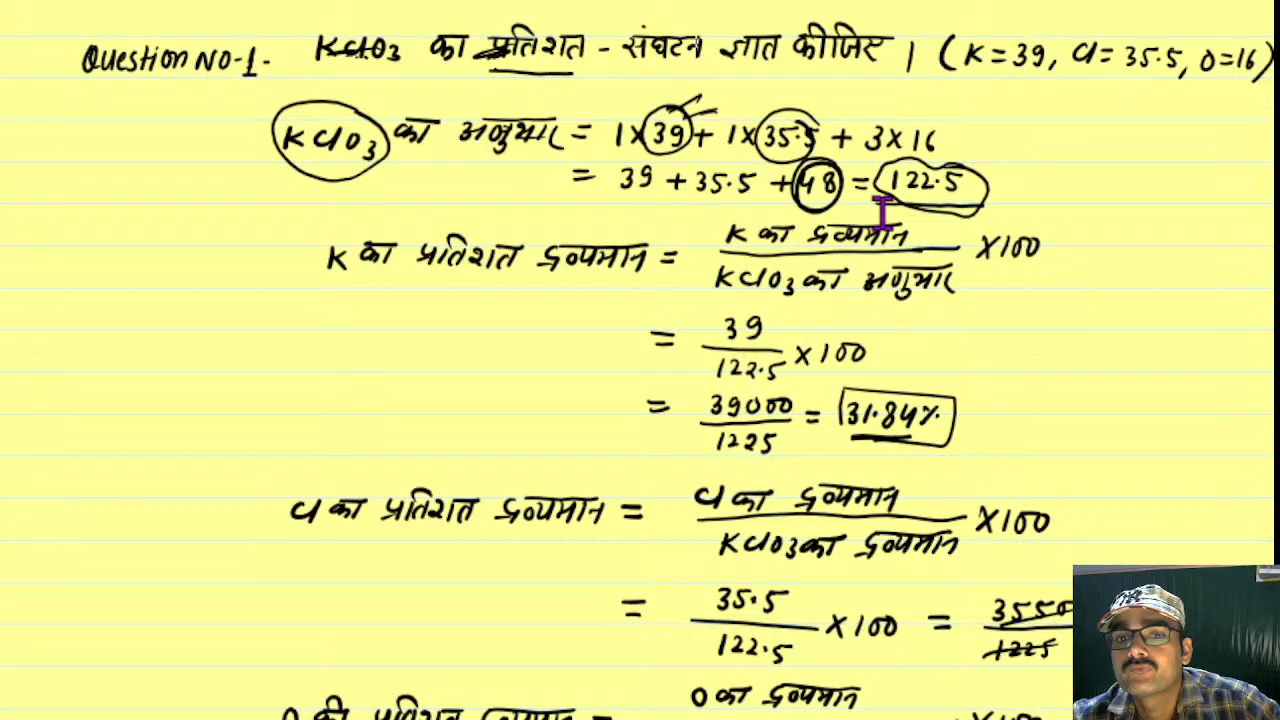 Question NO-1. KClO3 का प्रतिशत - संघटन ज्ञात कीजिए । ( K = 39, Cl = 35.5, O = 16 )
KClO3 का अणुभार = 1×39 + 1×35.5 + 3×16
= 39 + 35.5 + 48 = 122.5
K का प्रतिशत द्रव्यमान = K का द्रव्यमान / KClO3 का अणुभार × 100
= 39 / 122.5 × 100
= 39000 / 1225 = 31.84%
Cl का प्रतिशत द्रव्यमान = Cl का द्रव्यमान / KClO3 का द्रव्यमान × 100
= 35.5 / 122.5 × 100 = 3550 / 1225
O का द्रव्यमान